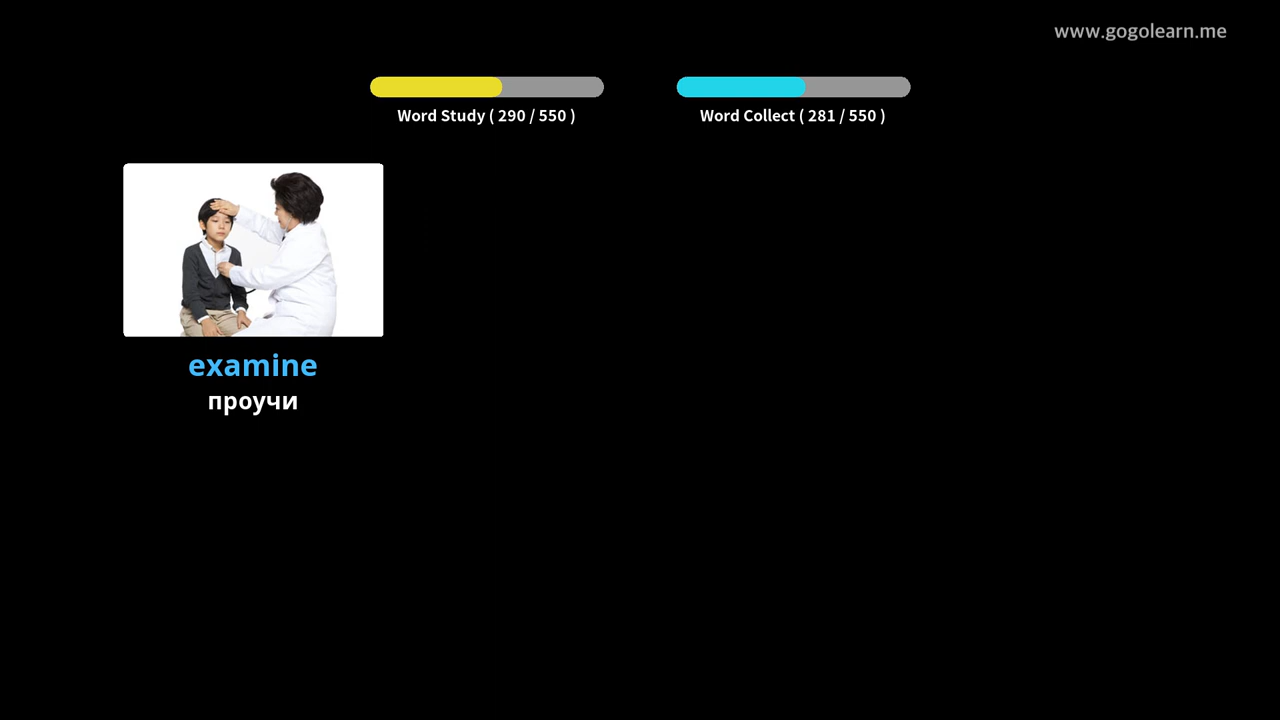 www.gogolearn.me
Word Study ( 290 / 550 )
Word Collect ( 281 / 550 )
examine
проучи